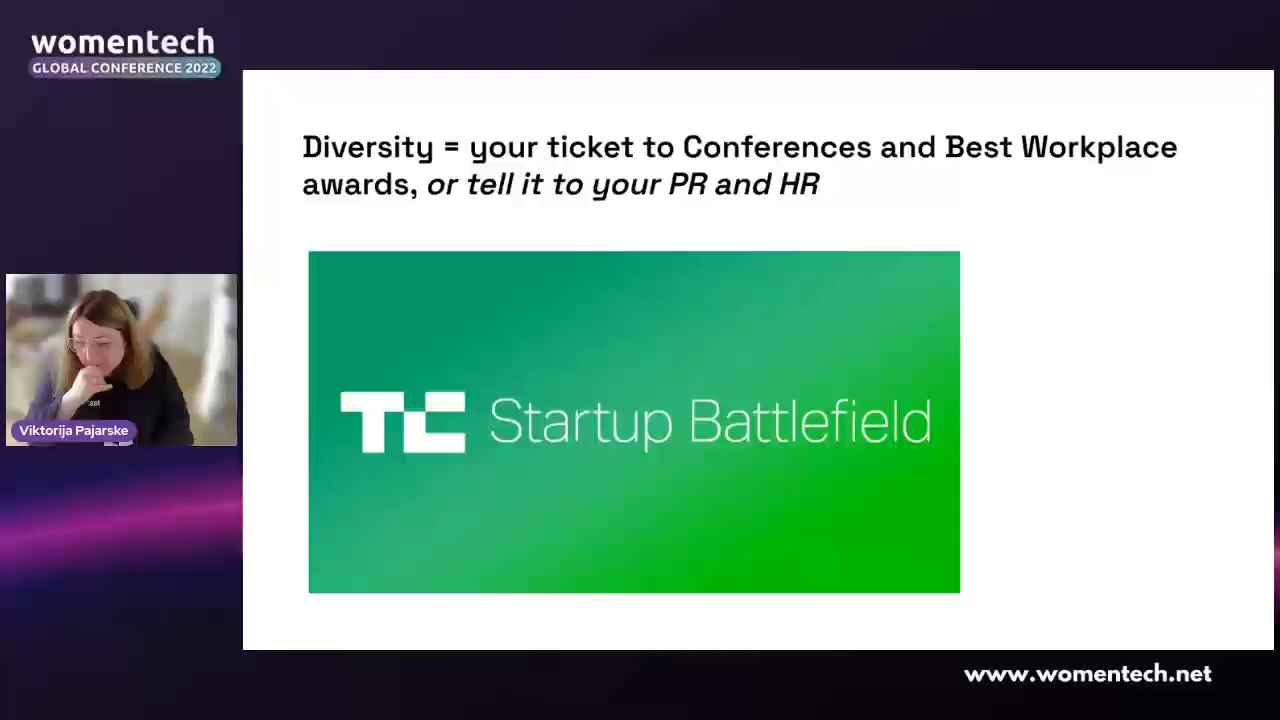 womentech
GLOBAL CONFERENCE 2022
Diversity = your ticket to Conferences and Best Workplace
awards, or tell it to your PR and HR
TC Startup Battlefield
Viktorija Pajarske
www.womentech.net